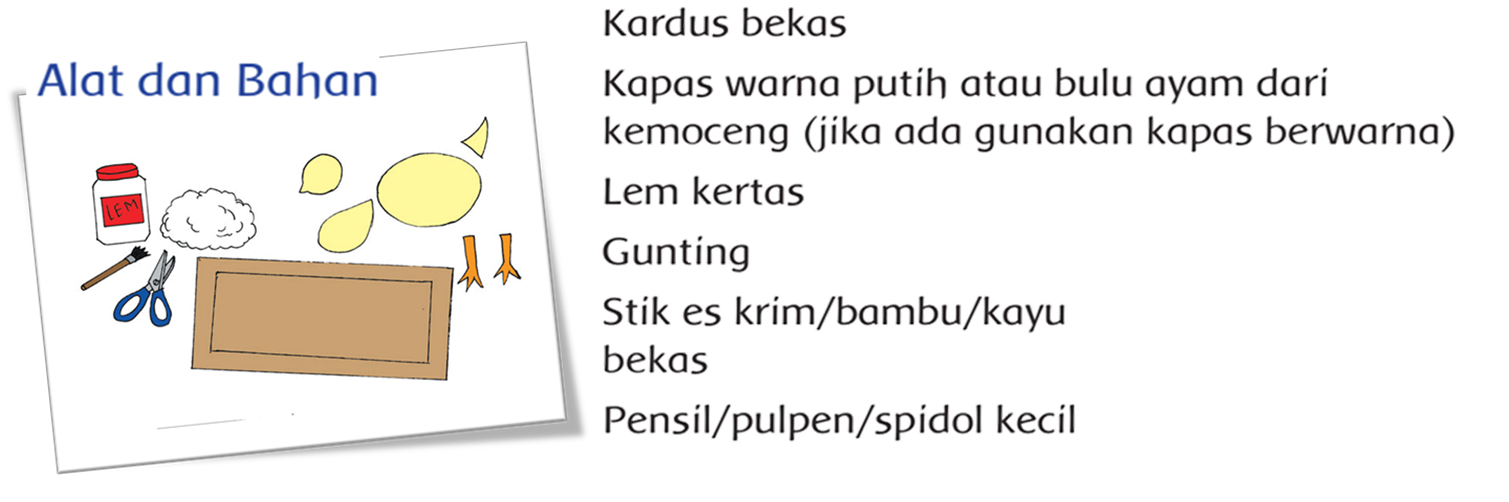 Alat dan Bahan
LEM
Kardus bekas
Kapas warna putih atau bulu ayam dari
kemoceng (jika ada gunakan kapas berwarna)
Lem kertas
Gunting
Stik es krim/bambu/kayu
bekas
Pensil/pulpen/spidol kecil